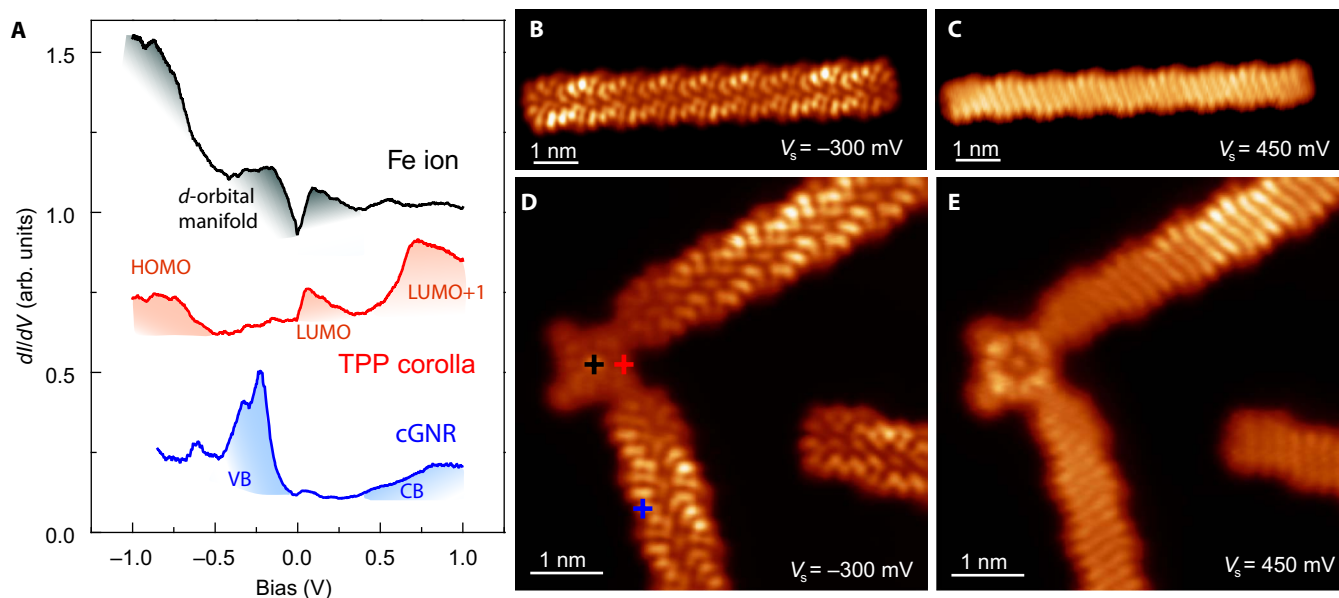 A
1.5
1.0
0.5
0.0
dI/dV (arb. units)
Fe ion
d-orbital
manifold
HOMO
LUMO+1
LUMO
TPP corolla
cGNR
VB
CB
–1.0 –0.5 0.0 0.5 1.0
Bias (V)
B
1 nm
Vs = –300 mV
C
1 nm
Vs = 450 mV
D
1 nm
Vs = –300 mV
E
1 nm
Vs = 450 mV